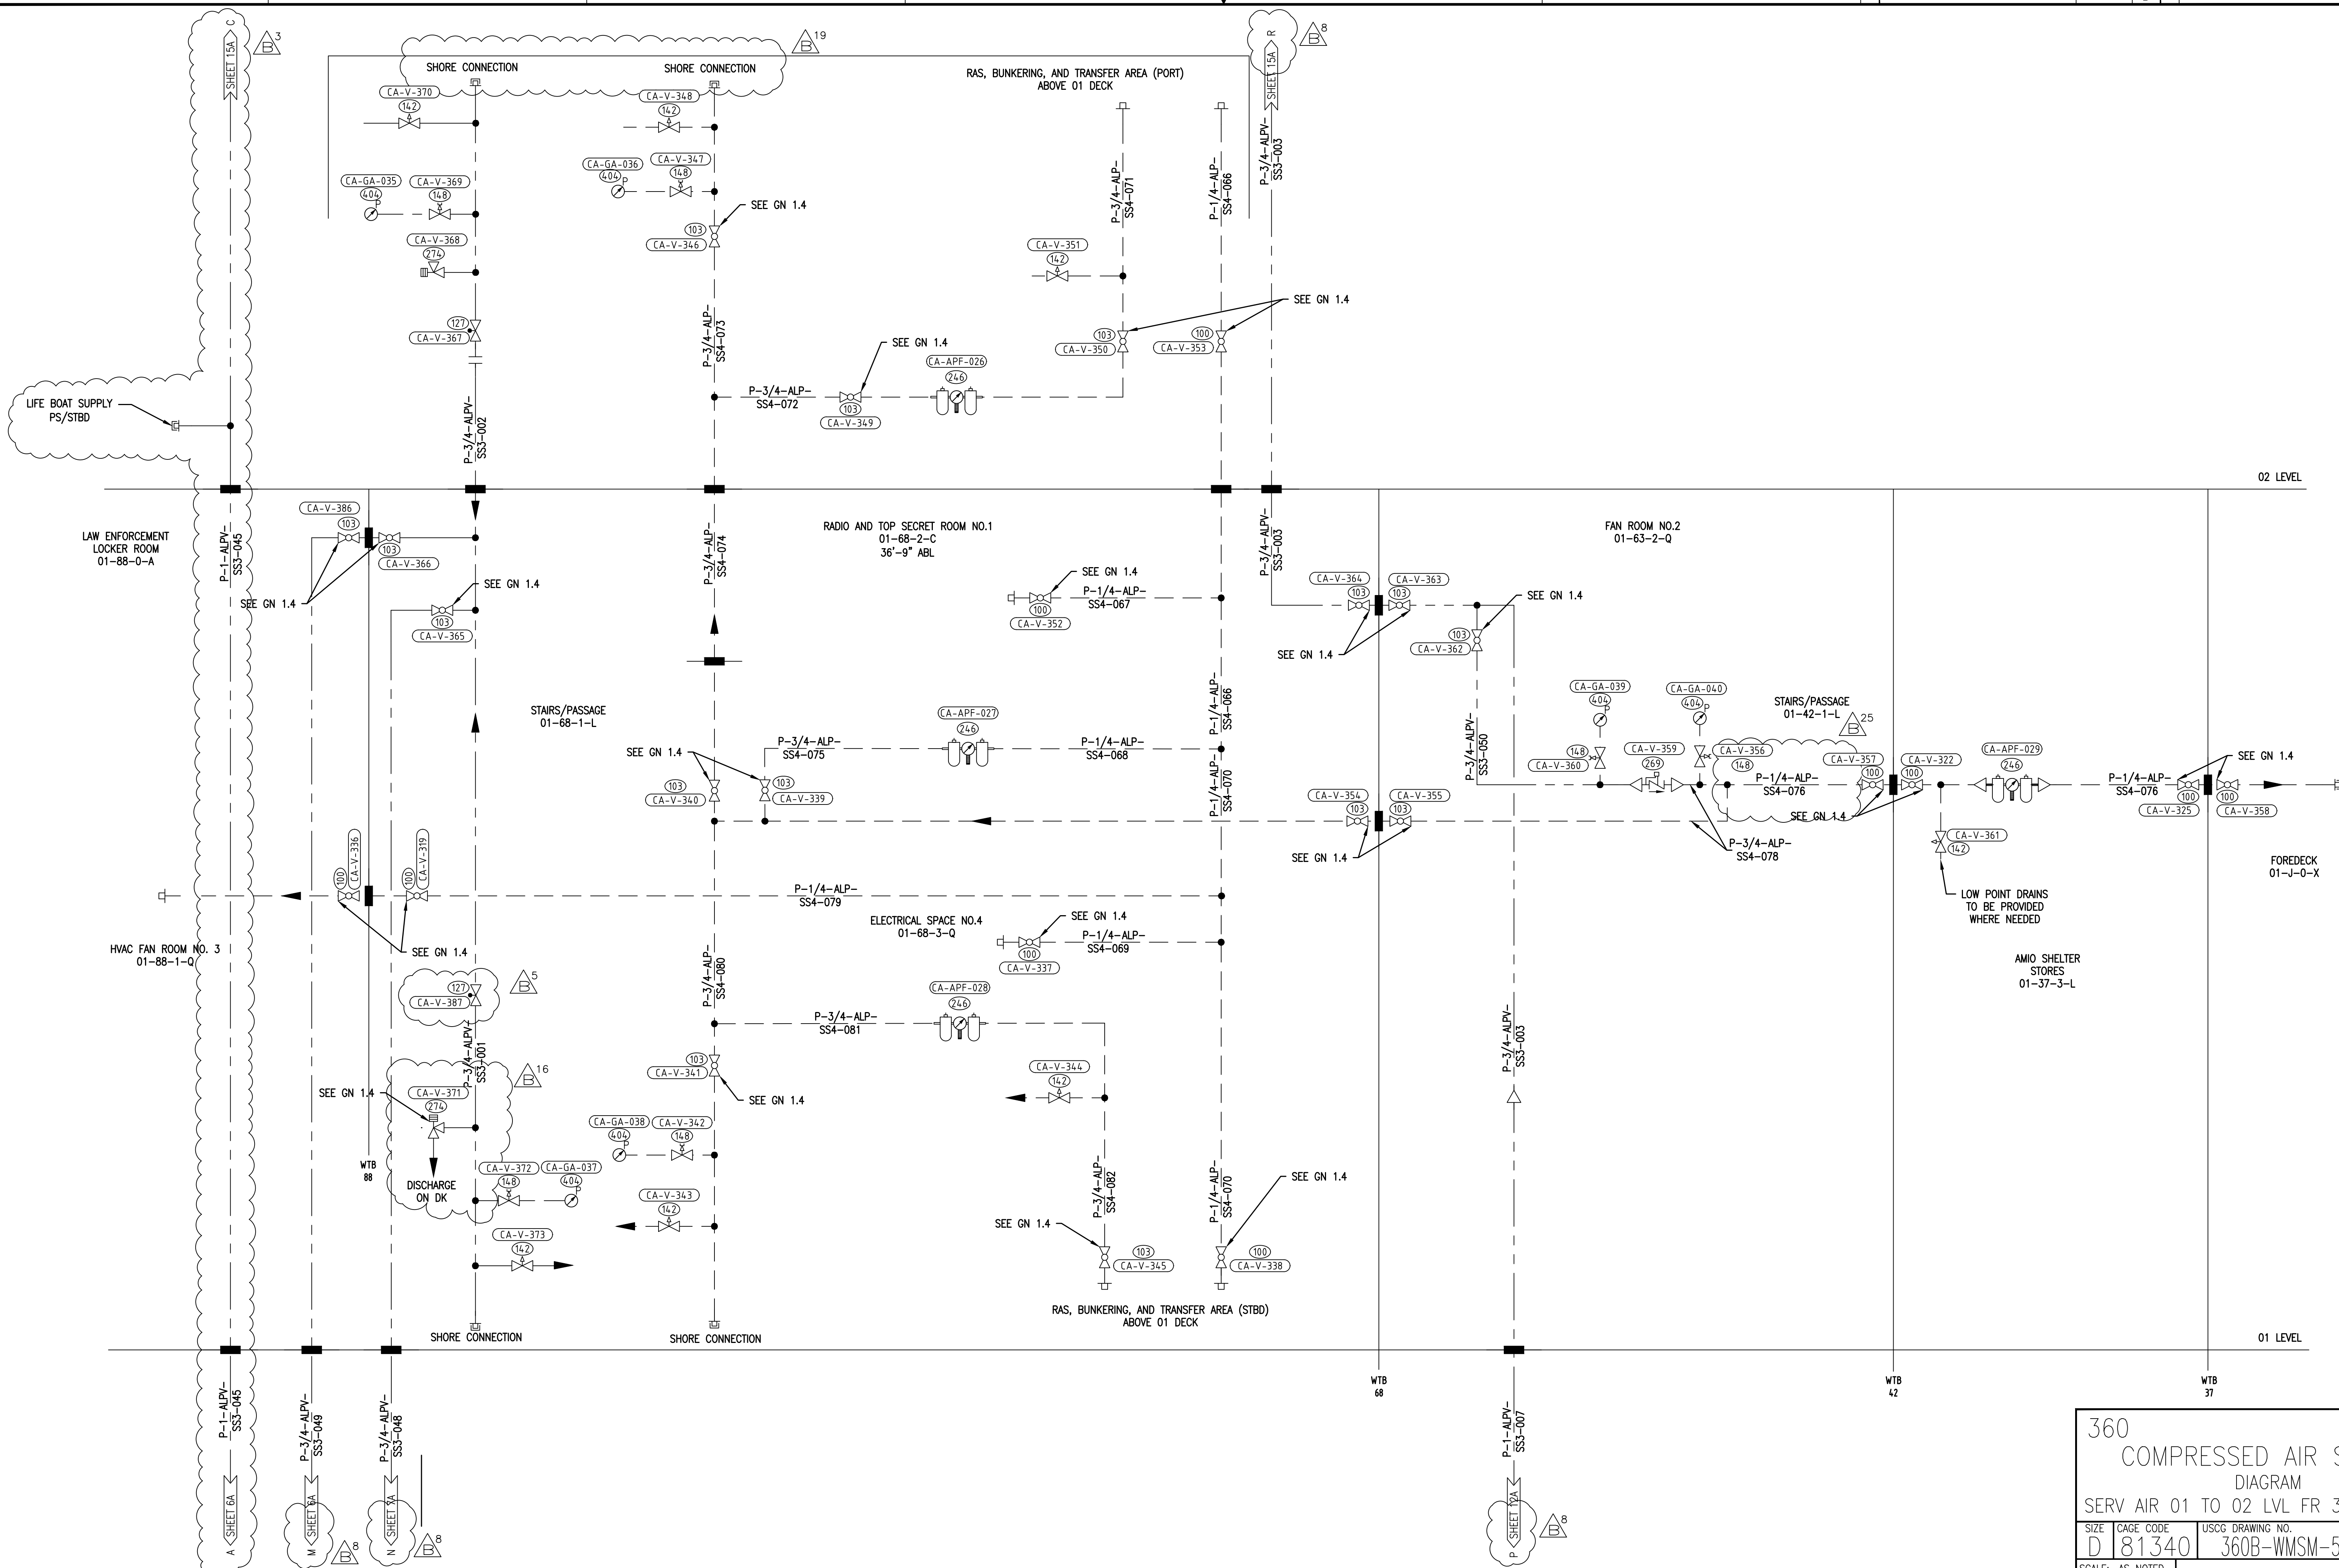 SHEET 15A C
B 3
B 19
SHEET 15A R
B 8
SHORE CONNECTION
SHORE CONNECTION
RAS, BUNKERING, AND TRANSFER AREA (PORT)
ABOVE 01 DECK
CA-V-370
142
CA-V-348
142
CA-GA-035
404
P
CA-V-369
148
CA-GA-036
404
P
CA-V-347
148
SEE GN 1.4
CA-V-368
274
103
CA-V-346
CA-V-351
142
P-3/4-ALP-
SS4-071
P-1/4-ALP-
SS4-066
P-3/4-ALPV-
SS3-003
SEE GN 1.4
127
CA-V-367
P-3/4-ALP-
SS4-073
SEE GN 1.4
103
CA-V-350
100
CA-V-353
CA-APF-026
246
P-3/4-ALP-
SS4-072
103
CA-V-349
LIFE BOAT SUPPLY
PS/STBD
P-3/4-ALPV-
SS3-002
02 LEVEL
LAW ENFORCEMENT
LOCKER ROOM
01-88-0-A
P-1-ALPV-
SS3-045
CA-V-386
103
103
CA-V-366
SEE GN 1.4
SEE GN 1.4
103
CA-V-365
P-3/4-ALP-
SS4-074
RADIO AND TOP SECRET ROOM NO.1
01-68-2-C
36'-9" ABL
SEE GN 1.4
P-1/4-ALP-
SS4-067
100
CA-V-352
P-3/4-ALPV-
SS3-003
FAN ROOM NO.2
01-63-2-Q
CA-V-364
103
CA-V-363
103
SEE GN 1.4
SEE GN 1.4
103
CA-V-362
STAIRS/PASSAGE
01-68-1-L
CA-APF-027
246
P-1/4-ALP-
SS4-066
P-3/4-ALP-
SS4-075
P-1/4-ALP-
SS4-068
SEE GN 1.4
103
CA-V-340
103
CA-V-339
P-1/4-ALP-
SS4-070
P-3/4-ALPV-
SS3-050
CA-GA-039
404
P
CA-GA-040
404
P
STAIRS/PASSAGE
01-42-1-L
B 25
148
CA-V-360
CA-V-359
269
CA-V-356
148
P-1/4-ALP-
SS4-076
CA-V-357
100
CA-V-322
100
SEE GN 1.4
CA-APF-029
246
P-1/4-ALP-
SS4-076
SEE GN 1.4
100
CA-V-325
100
CA-V-358
CA-V-354
103
CA-V-355
103
SEE GN 1.4
P-3/4-ALP-
SS4-078
CA-V-361
142
LOW POINT DRAINS
TO BE PROVIDED
WHERE NEEDED
FOREDECK
01-J-0-X
100
CA-V-336
100
CA-V-319
P-1/4-ALP-
SS4-079
SEE GN 1.4
HVAC FAN ROOM NO. 3
01-88-1-Q
ELECTRICAL SPACE NO.4
01-68-3-Q
SEE GN 1.4
P-1/4-ALP-
SS4-069
100
CA-V-337
AMIO SHELTER
STORES
01-37-3-L
P-3/4-ALP-
SS4-080
127
CA-V-387
B 5
CA-APF-028
246
P-3/4-ALP-
SS4-081
P-3/4-ALPV-
SS3-001
B 16
SEE GN 1.4
CA-V-371
274
103
CA-V-341
SEE GN 1.4
CA-V-344
142
P-3/4-ALPV-
SS3-003
CA-GA-038
404
P
CA-V-342
148
WTB
88
DISCHARGE
ON DK
CA-V-372
148
CA-GA-037
404
P
CA-V-343
142
P-3/4-ALP-
SS4-082
P-1/4-ALP-
SS4-070
SEE GN 1.4
SEE GN 1.4
CA-V-373
142
103
CA-V-345
100
CA-V-338
RAS, BUNKERING, AND TRANSFER AREA (STBD)
ABOVE 01 DECK
SHORE CONNECTION
SHORE CONNECTION
01 LEVEL
WTB
68
WTB
42
WTB
37
P-1-ALPV-
SS3-045
P-3/4-ALPV-
SS3-049
P-3/4-ALPV-
SS3-048
P-1-ALPV-
SS3-007
A SHEET 6A
M SHEET 6A
B 8
N SHEET 7A
B 8
P SHEET 12A
B 8
360
COMPRESSED AIR S
DIAGRAM
SERV AIR 01 TO 02 LVL FR 3
SIZE
D
CAGE CODE
81340
USCG DRAWING NO.
360B-WMSM-5
SCALE: AS NOTED